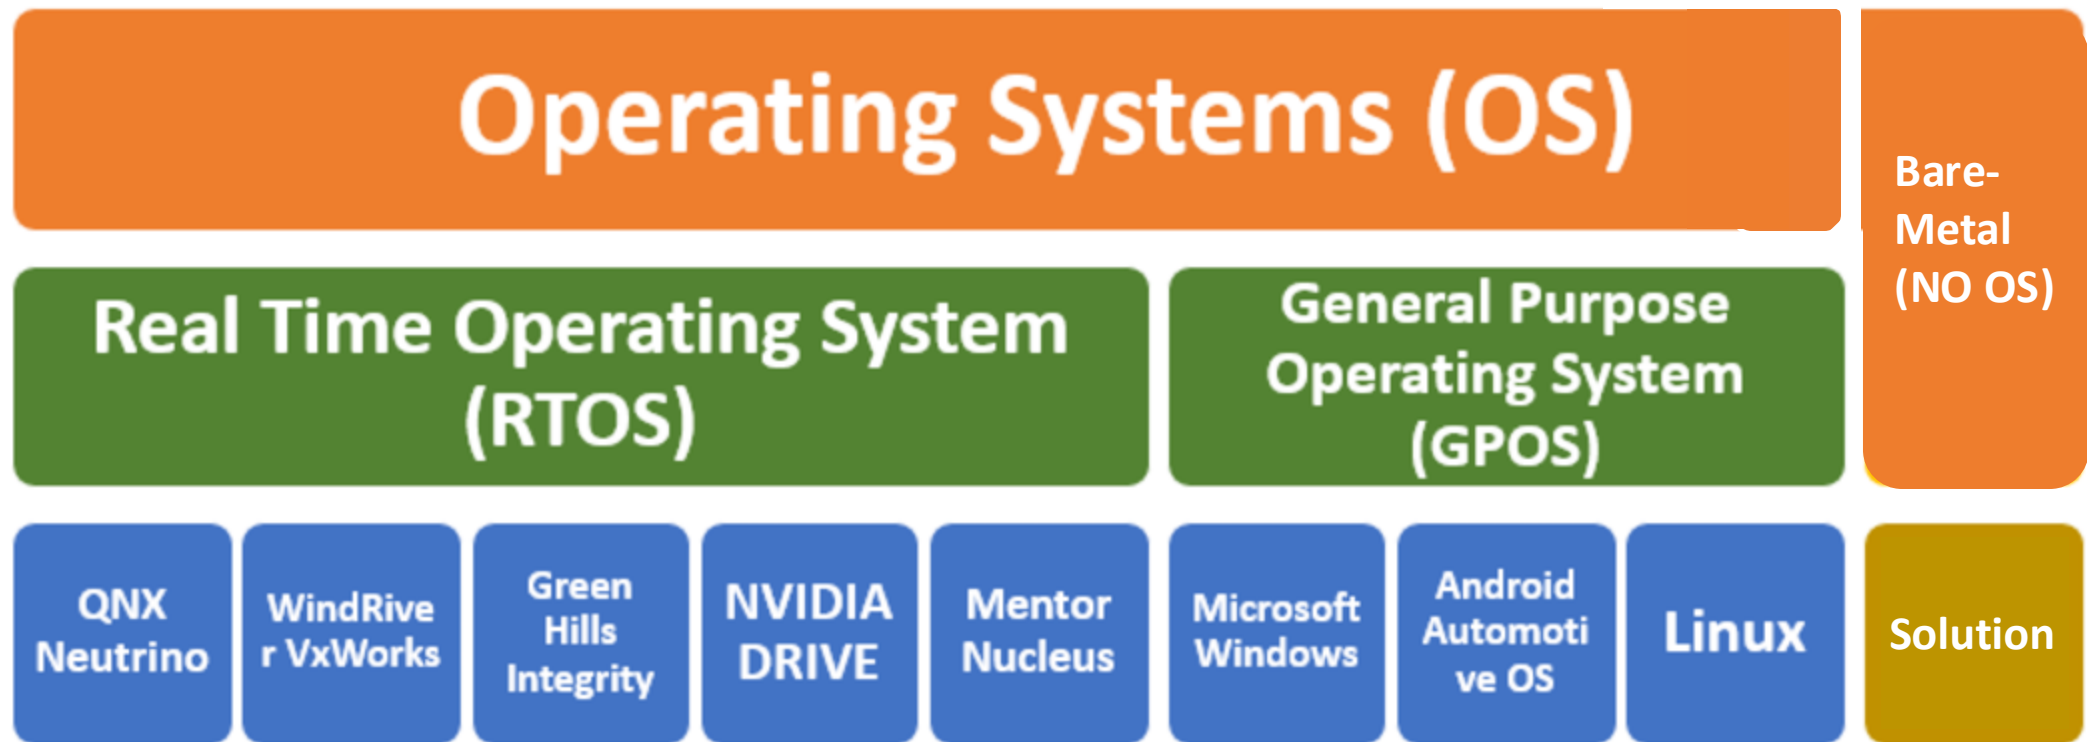 Operating Systems (OS)
Bare-
Metal
(NO OS)
Real Time Operating System
(RTOS)
General Purpose
Operating System
(GPOS)
QNX
Neutrino
WindRive
r VxWorks
Green
Hills
Integrity
NVIDIA
DRIVE
Mentor
Nucleus
Microsoft
Windows
Android
Automoti
ve OS
Linux
Solution